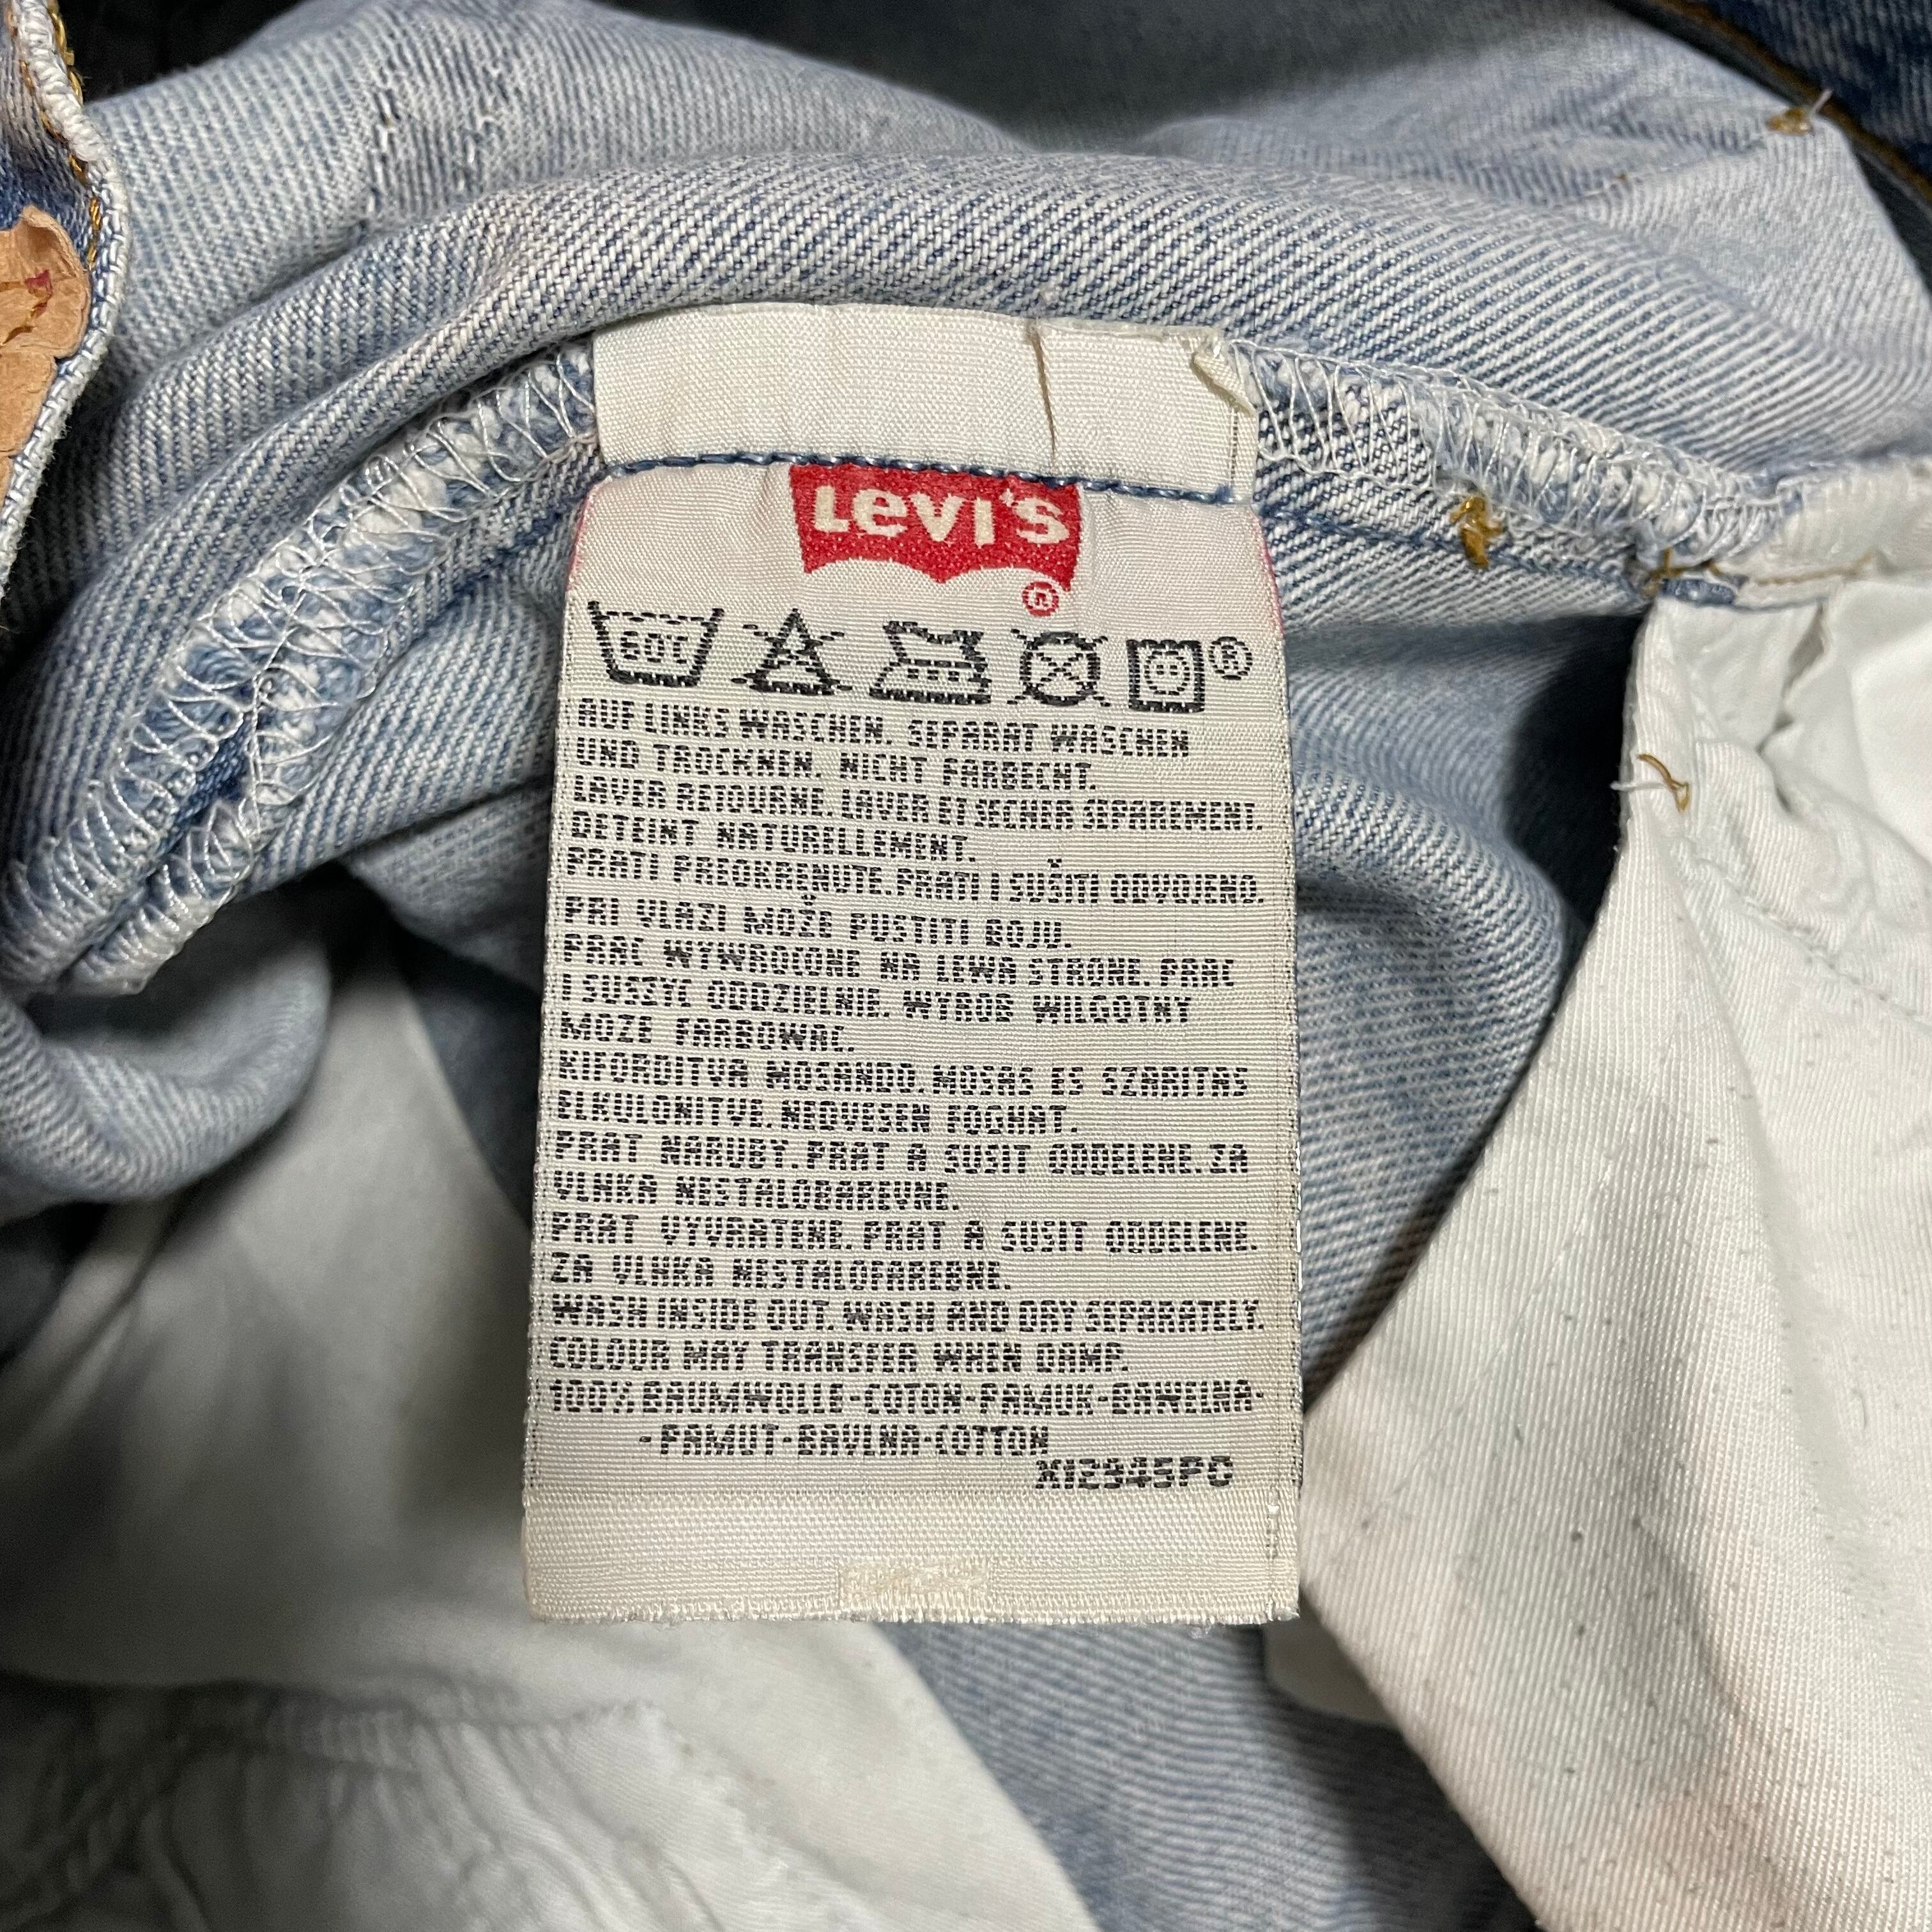 Levi's
®
60°C
®
AUF LINKS WASCHEN. SEPARAT WASCHEN
UND TROCKNEN. NICHT FARBECHT.
LAVER RETOURNE. LAVER ET SECHER SEPAREMENT.
DETEINT NATURELLEMENT.
PRATI PREOKRENUTE. PRATI I SUŠITI ODVOJENO.
PRI VLAZI MOŽE PUSTITI BOJU.
PRAC WYWROCONE NA LEWA STRONE. PRAC
I SUSZYC ODDZIELNIE. WYROB WILGOTNY
MOZE FARBOWAC.
KIFORDITVA MOSANDO. MOSAS ES SZARITAS
ELKULONITVE. NEDVESEN FOGHAT.
PRAT NARUBY. PRAT A SUSIT ODDELENE. ZA
VLHKA NESTALOBAREVNE.
PRAT VYVRATENE. PRAT A SUSIT ODDELENE.
ZA VLHKA NESTALOFAREBNE.
WASH INSIDE OUT. WASH AND DRY SEPARATELY.
COLOUR MAY TRANSFER WHEN DAMP.
100% BAUMWOLLE-COTON-PAMUK-BAWELNA-
-PAMUT-BAVLNA-COTTON
X12945PC